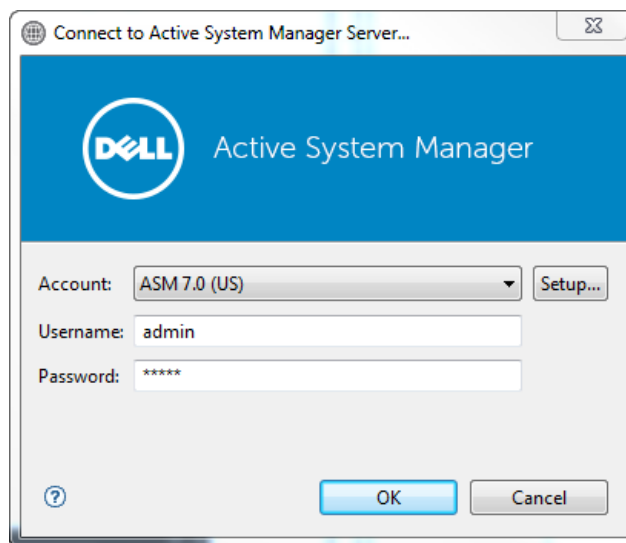 Connect to Active System Manager Server...
DELL Active System Manager
Account: ASM 7.0 (US) Setup...
Username: admin
Password: *****
? OK Cancel